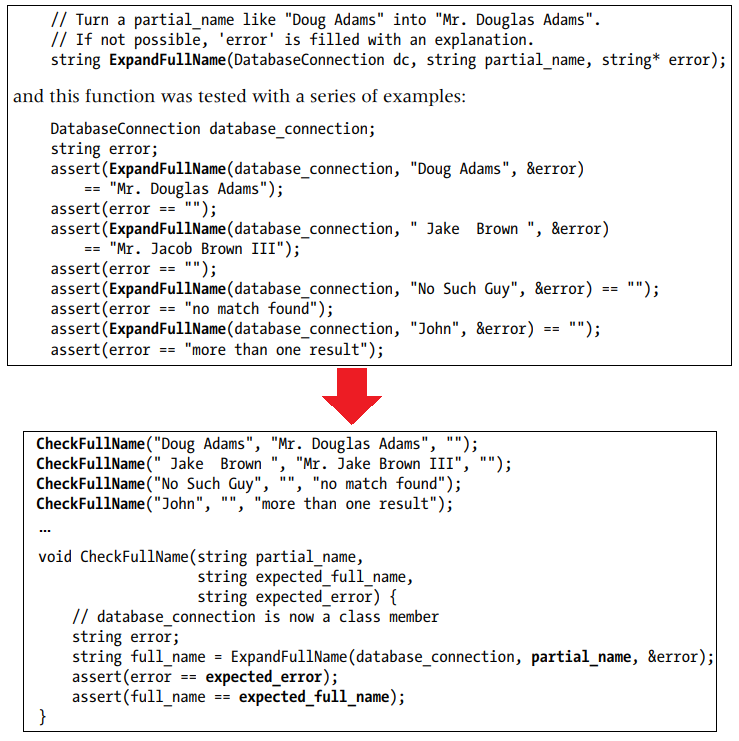 // Turn a partial_name like "Doug Adams" into "Mr. Douglas Adams".
// If not possible, 'error' is filled with an explanation.
string ExpandFullName(DatabaseConnection dc, string partial_name, string* error);
and this function was tested with a series of examples:
DatabaseConnection database_connection;
string error;
assert(ExpandFullName(database_connection, "Doug Adams", &error)
== "Mr. Douglas Adams");
assert(error == "");
assert(ExpandFullName(database_connection, " Jake  Brown ", &error)
== "Mr. Jacob Brown III");
assert(error == "");
assert(ExpandFullName(database_connection, "No Such Guy", &error) == "");
assert(error == "no match found");
assert(ExpandFullName(database_connection, "John", &error) == "");
assert(error == "more than one result");
CheckFullName("Doug Adams", "Mr. Douglas Adams", "");
CheckFullName(" Jake  Brown ", "Mr. Jake Brown III", "");
CheckFullName("No Such Guy", "", "no match found");
CheckFullName("John", "", "more than one result");
…
void CheckFullName(string partial_name,
string expected_full_name,
string expected_error) {
// database_connection is now a class member
string error;
string full_name = ExpandFullName(database_connection, partial_name, &error);
assert(error == expected_error);
assert(full_name == expected_full_name);
}